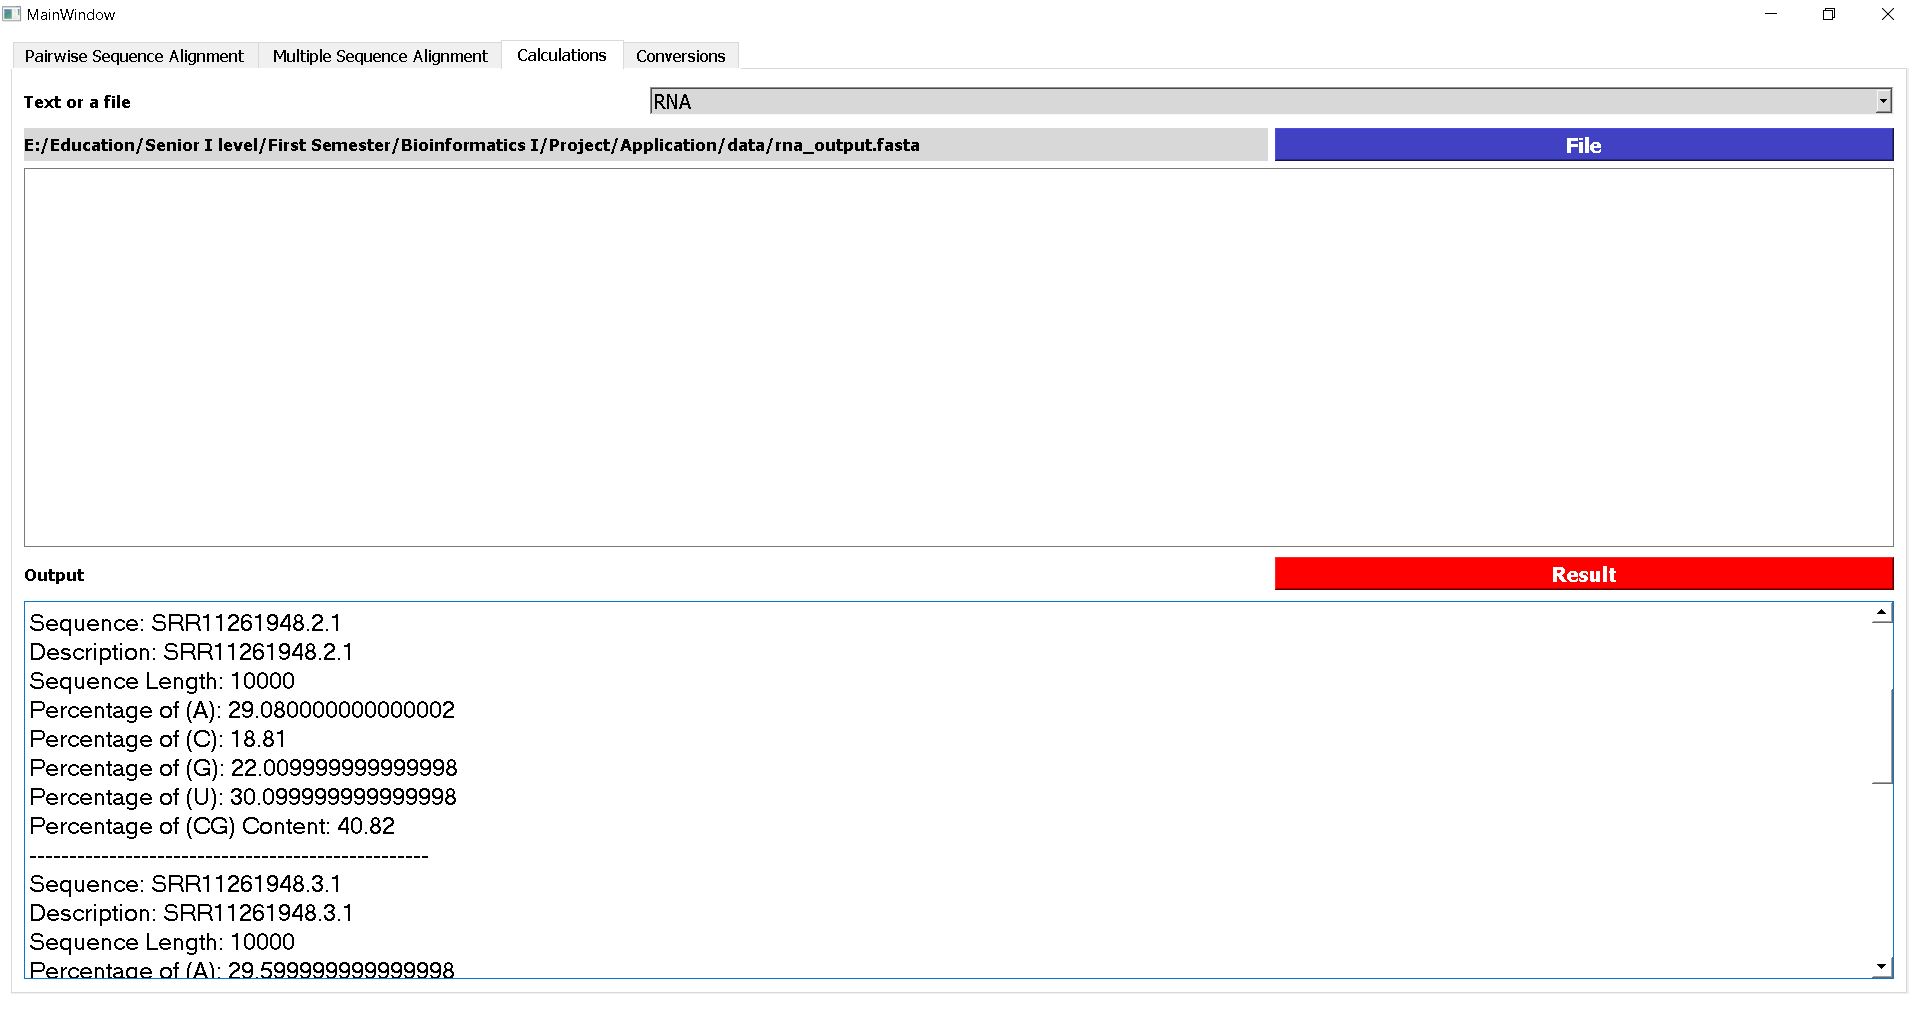 MainWindow
Pairwise Sequence Alignment Multiple Sequence Alignment Calculations Conversions
Text or a file RNA
E:/Education/Senior I level/First Semester/Bioinformatics I/Project/Application/data/rna_output.fasta File
Output Result
Sequence: SRR11261948.2.1
Description: SRR11261948.2.1
Sequence Length: 10000
Percentage of (A): 29.080000000000002
Percentage of (C): 18.81
Percentage of (G): 22.009999999999998
Percentage of (U): 30.099999999999998
Percentage of (CG) Content: 40.82
--------------------------------------------------
Sequence: SRR11261948.3.1
Description: SRR11261948.3.1
Sequence Length: 10000
Percentage of (A): 29.599999999999998